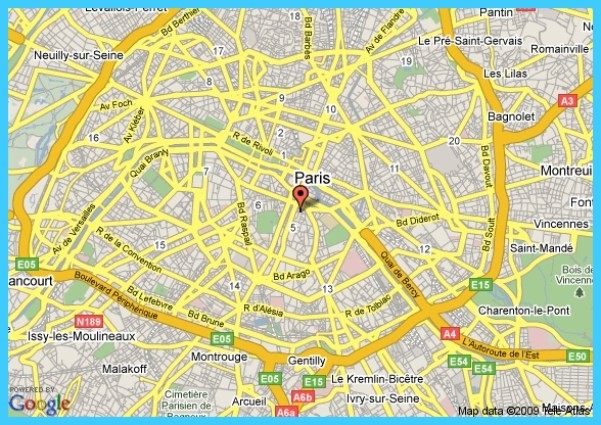 Levallois-Perret
Pantin
Bd Berthier
18
19
Bd Barbès
Av de Flandre
Le Pré-Saint-Gervais
Romainville
Neuilly-sur-Seine
17
Les Lilas
8
9
A3
Av Foch
10
Bagnolet
Av Kléber
2
16
R de Rivoli
1
3
20
Quai Branly
11
Bd Davout
Montreui
7
Paris
4
6
5
Bd Raspail
Bd Diderot
Vincennes
Av de Versailles
12
Bd Soult
R de la Convention
15
Saint-Mandé
E05
ancourt
Bd Arago
Quai de Bercy
Bois de
Vincenne
Boulevard Périphérique
14
13
E15
Bd Lefebvre
R d'Alésia
R de Tolbiac
Charenton-le-Pont
N189
Bd Brune
Issy-les-Moulineaux
E05
A4
L'Autoroute de l'Est
Montrouge
Gentilly
E54
E54
E50
Malakoff
E05
E15
Le Kremlin-Bicêtre
POWERED BY
Google
Cimetière
Parisien de
Bagneux
Arcueil
A6b
A6a
Ivry-sur-Seine
Map data ©2009 Tele Atlas
Maisons-